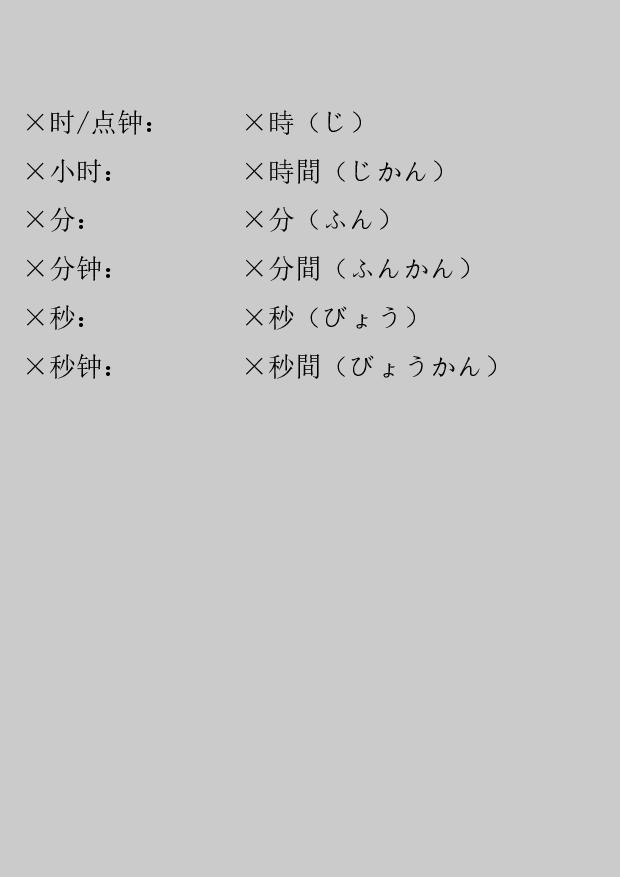 ×时/点钟： ×時（じ）
×小时： ×時間（じかん）
×分： ×分（ふん）
×分钟： ×分間（ふんかん）
×秒： ×秒（びょう）
×秒钟： ×秒間（びょうかん）